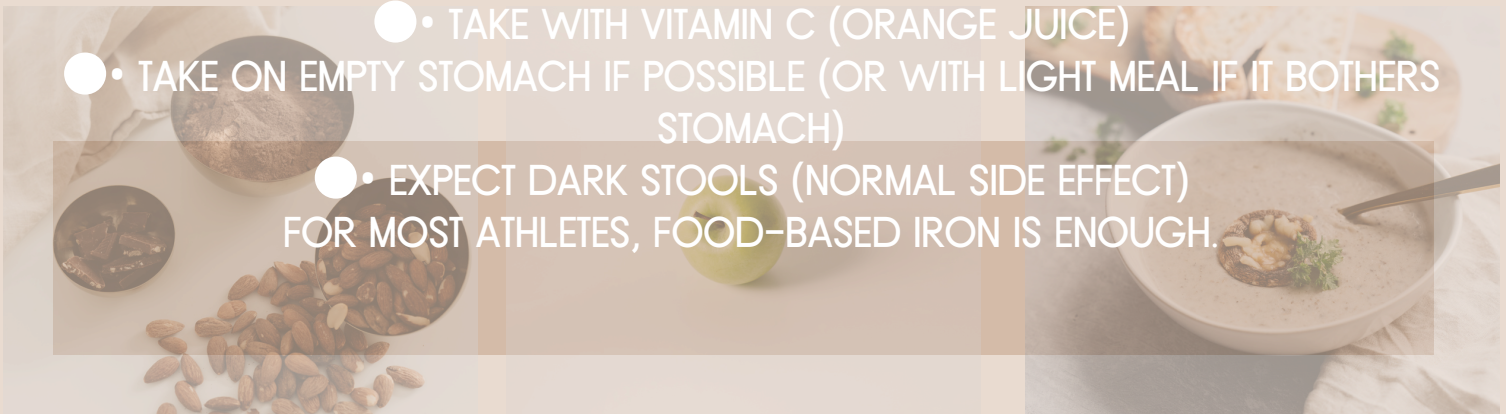 • TAKE WITH VITAMIN C (ORANGE JUICE)
• TAKE ON EMPTY STOMACH IF POSSIBLE (OR WITH LIGHT MEAL IF IT BOTHERS
STOMACH)
• EXPECT DARK STOOLS (NORMAL SIDE EFFECT)
FOR MOST ATHLETES, FOOD-BASED IRON IS ENOUGH.